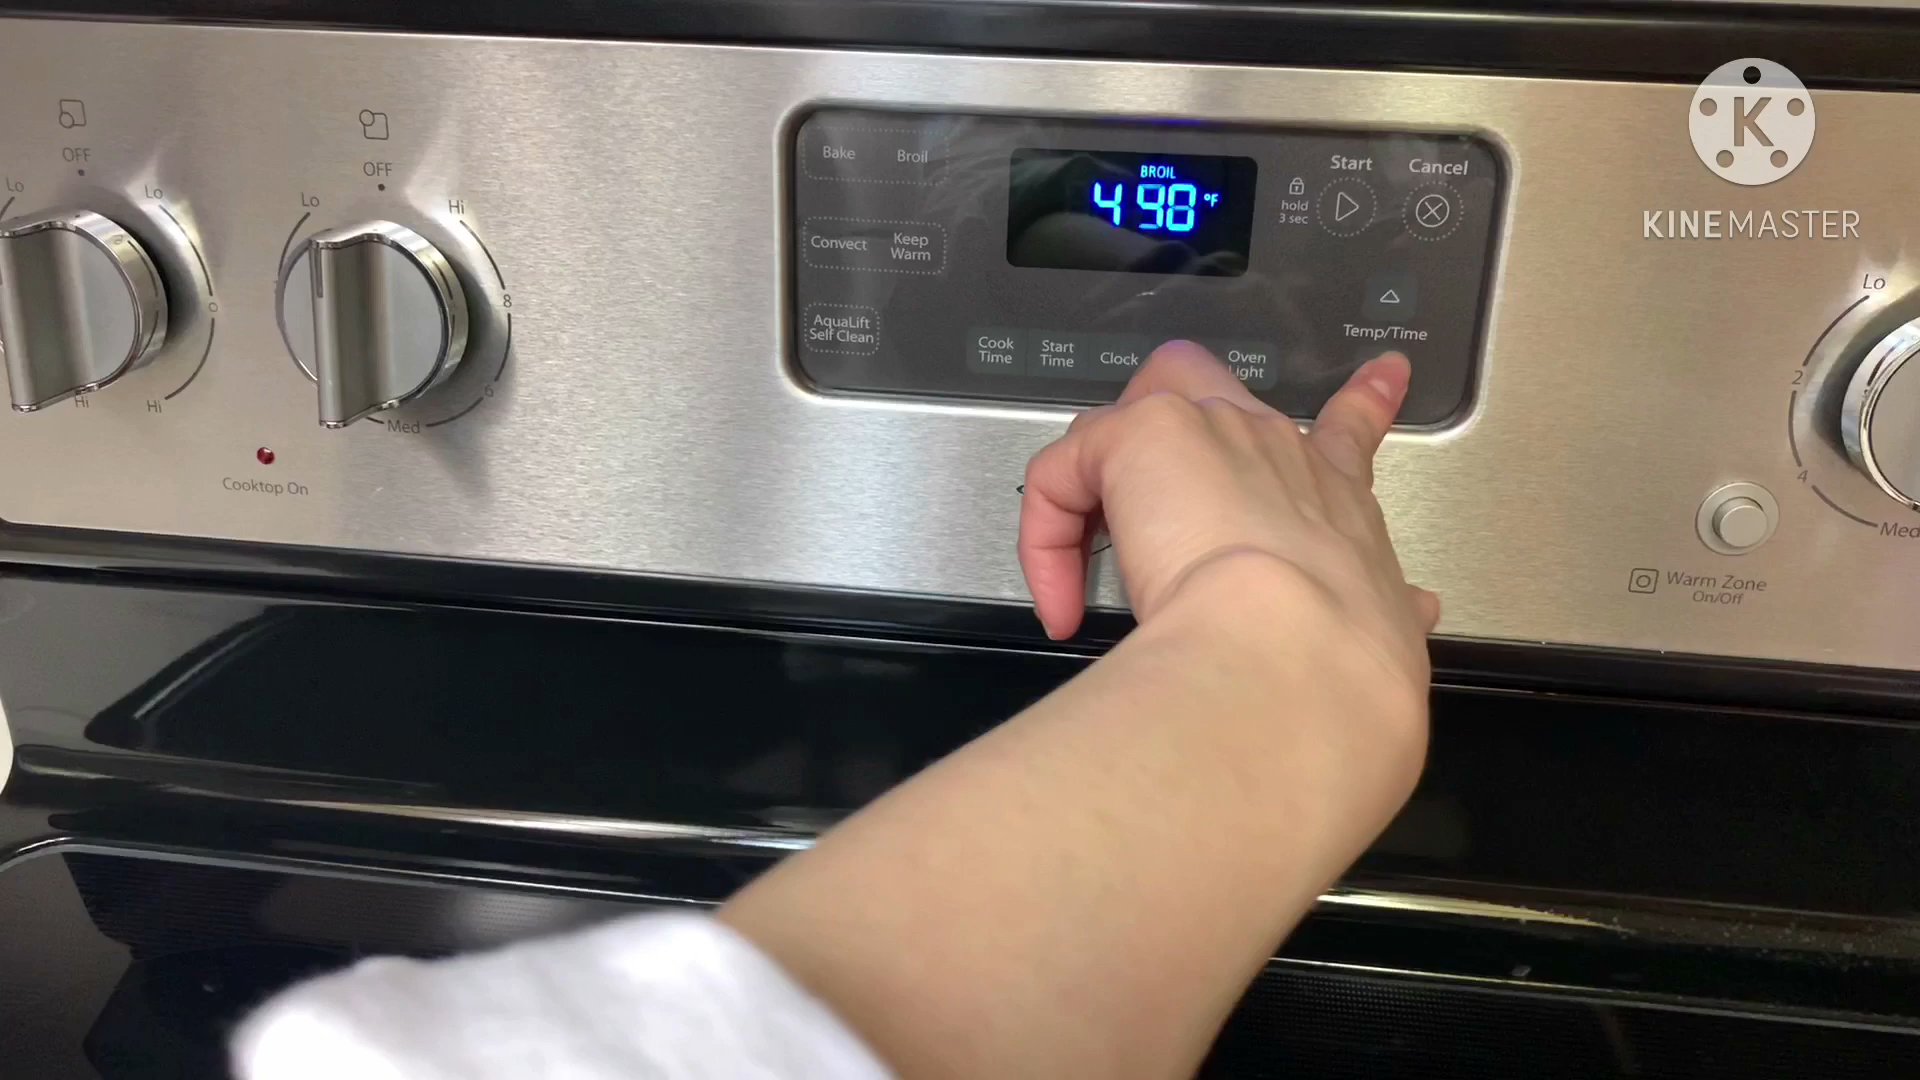 OFF
Lo
Lo
Hi
Hi
OFF
Lo
Hi
8
6
Med
Cooktop On
Bake
Broil
Convect
Keep
Warm
AquaLift
Self Clean
BROIL
°F
Cook
Time
Start
Time
Clock
Oven
Light
hold
3 sec
Start
Cancel
Temp/Time
K
KINEMASTER
Lo
2
4
Med
Warm Zone
On/Off